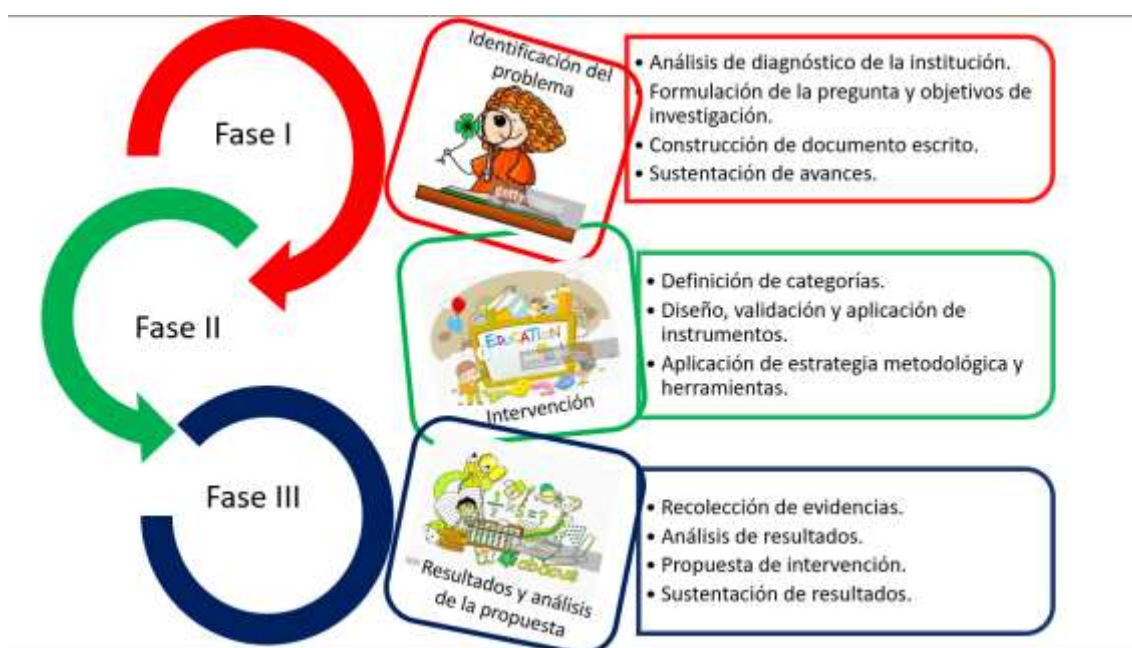 Fase I
Identificación del
problema
• Análisis de diagnóstico de la institución.
• Formulación de la pregunta y objetivos de
investigación.
• Construcción de documento escrito.
• Sustentación de avances.
Fase II
EDUCATION
Intervención
• Definición de categorías.
• Diseño, validación y aplicación de
instrumentos.
• Aplicación de estrategia metodológica y
herramientas.
Fase III
abacus
Resultados y análisis
de la propuesta
• Recolección de evidencias.
• Análisis de resultados.
• Propuesta de intervención.
• Sustentación de resultados.